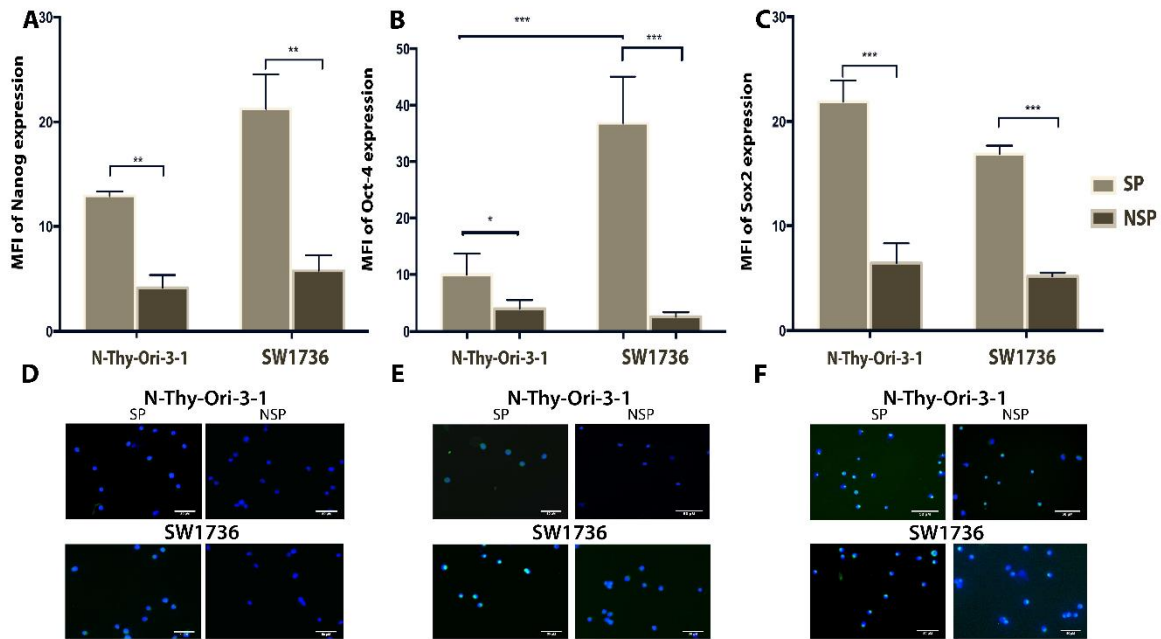 A
MFI of Nanog expression
30
20
10
0
**
**
N-Thy-Ori-3-1
SW1736
B
MFI of Oct-4 expression
50
40
30
20
10
0
***
***
*
N-Thy-Ori-3-1
SW1736
C
MFI of Sox2 expression
30
20
10
0
***
***
N-Thy-Ori-3-1
SW1736
SP
NSP
D
N-Thy-Ori-3-1
SP NSP
SW1736
E
N-Thy-Ori-3-1
SP NSP
SW1736
F
N-Thy-Ori-3-1
SP NSP
SW1736